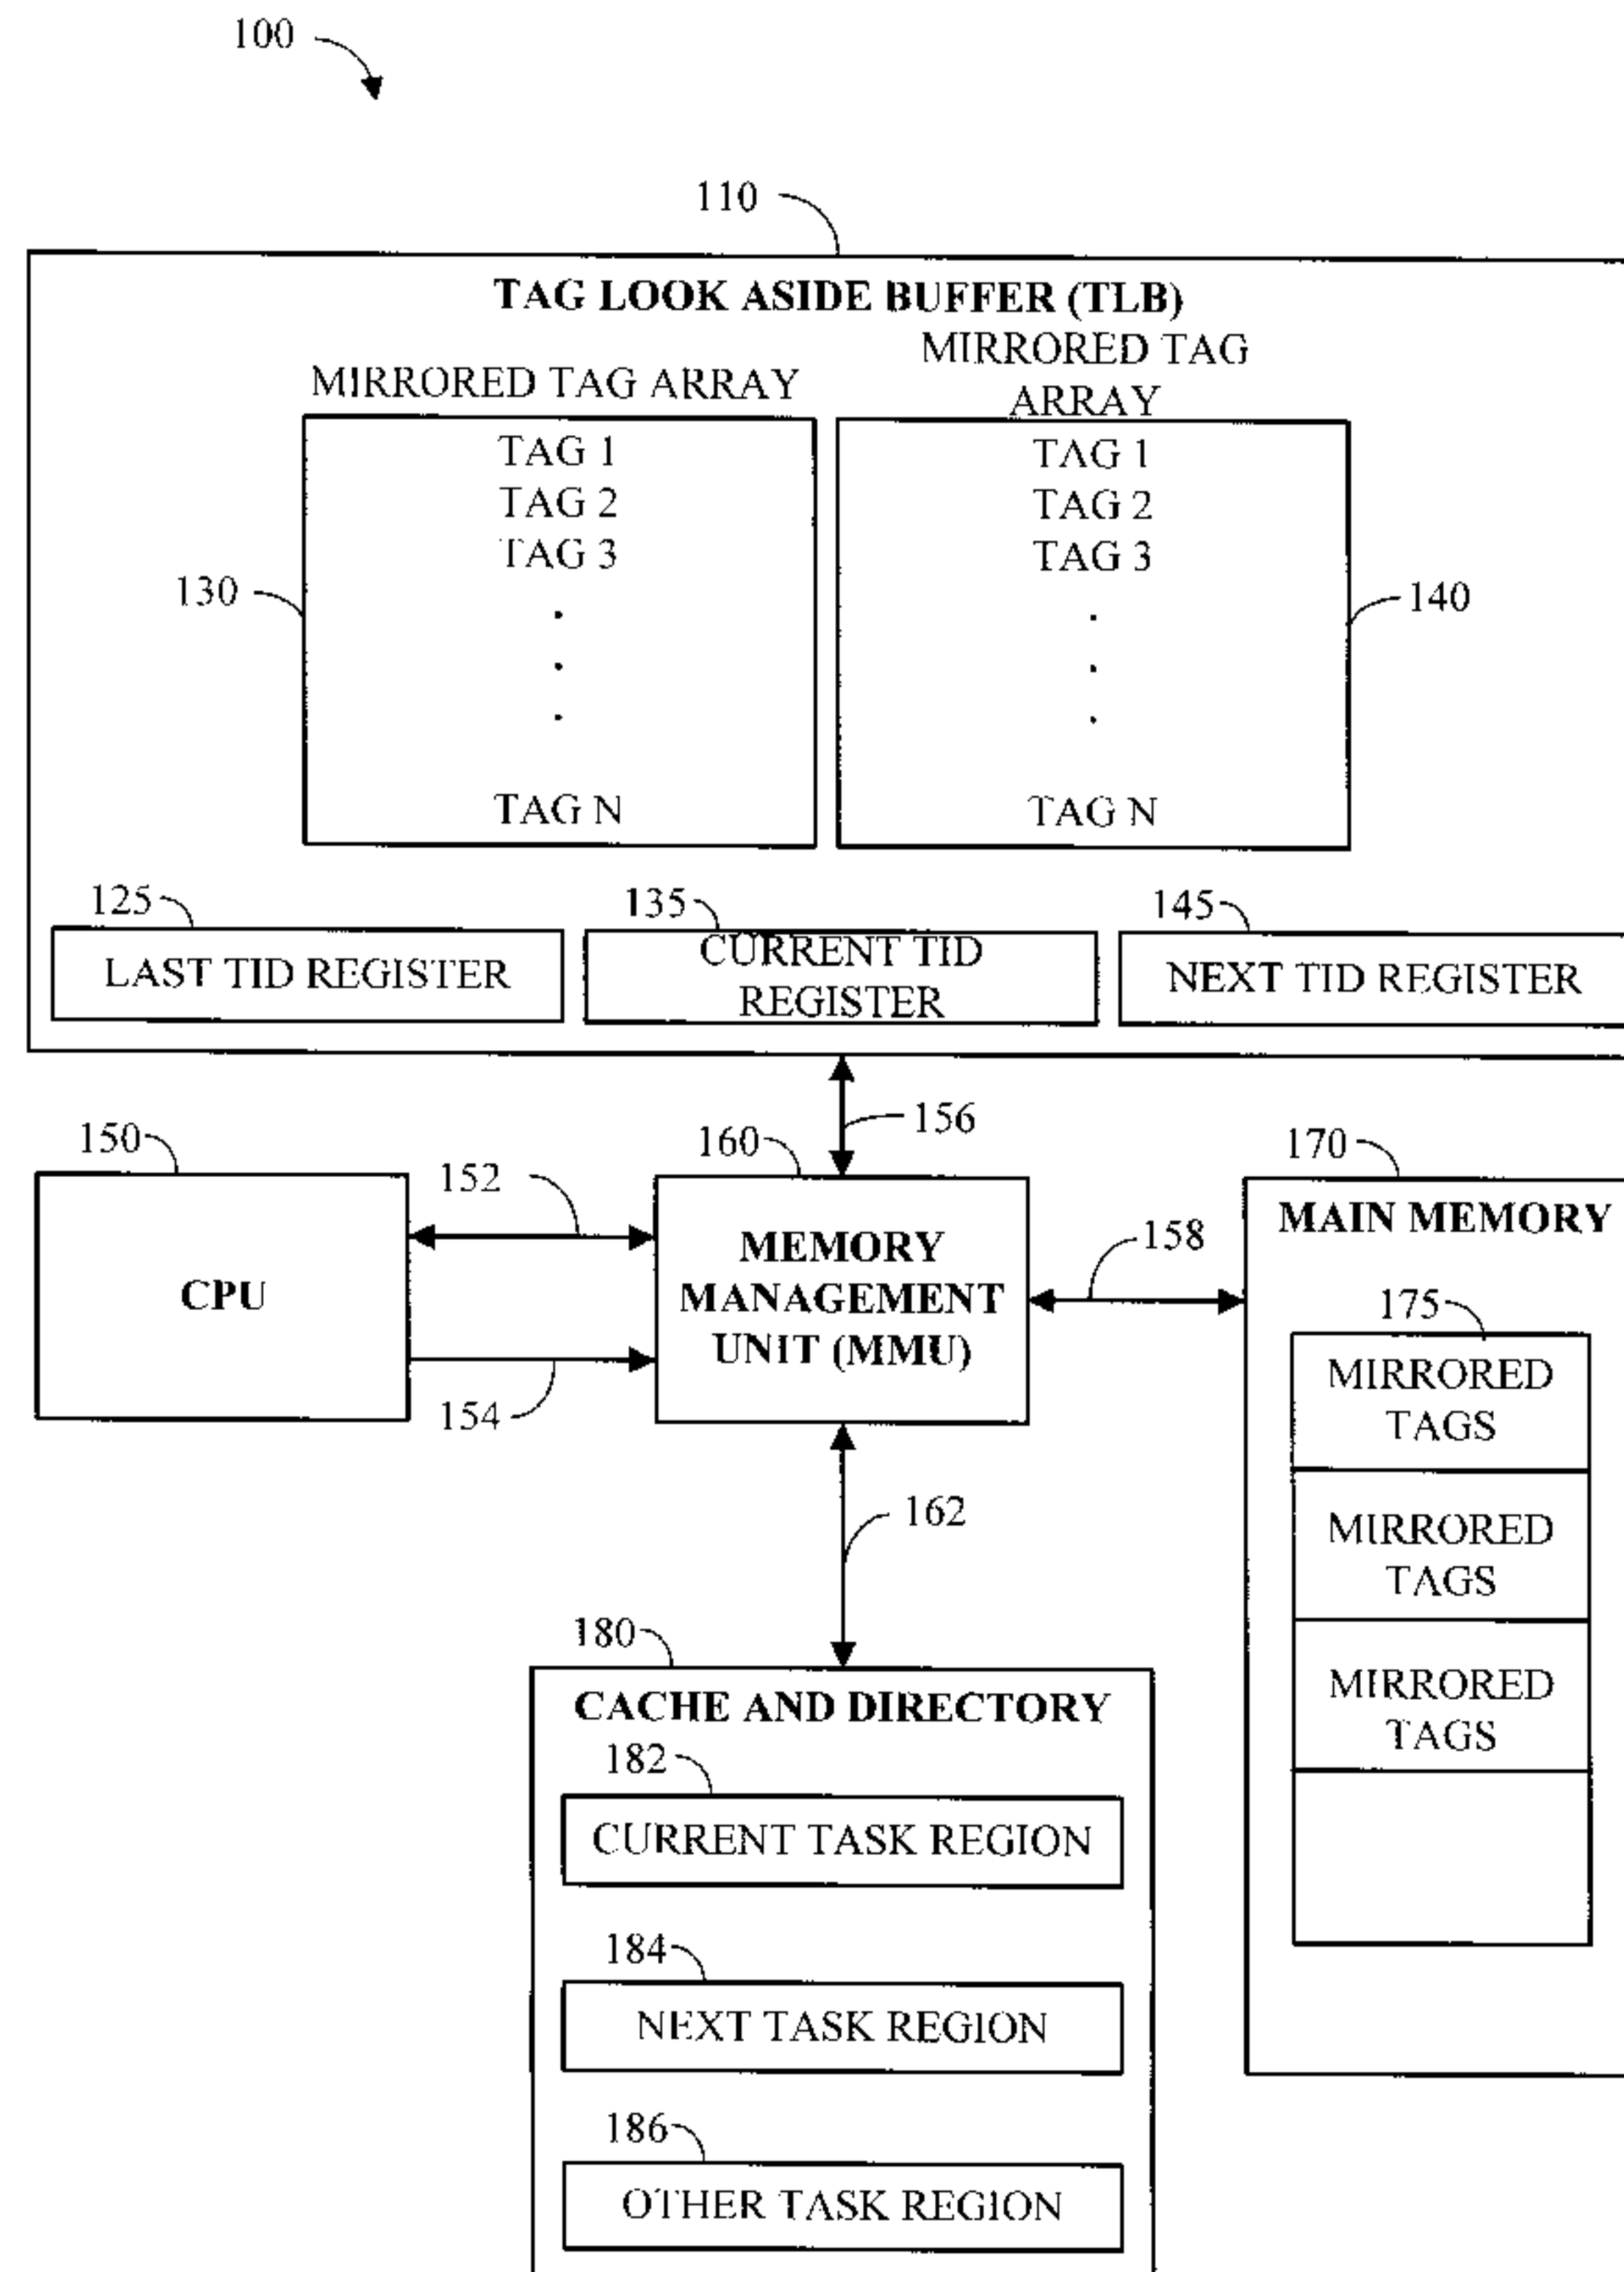 100
110
TAG LOOK ASIDE BUFFER (TLB)
MIRRORED TAG ARRAY
MIRRORED TAG
ARRAY
TAG 1
TAG 2
TAG 3
.
.
.
TAG N
TAG 1
TAG 2
TAG 3
.
.
.
TAG N
130
140
125
LAST TID REGISTER
135
CURRENT TID
REGISTER
145
NEXT TID REGISTER
156
150
CPU
152
154
160
MEMORY
MANAGEMENT
UNIT (MMU)
158
170
MAIN MEMORY
175
MIRRORED
TAGS
MIRRORED
TAGS
MIRRORED
TAGS
162
180
CACHE AND DIRECTORY
182
CURRENT TASK REGION
184
NEXT TASK REGION
186
OTHER TASK REGION